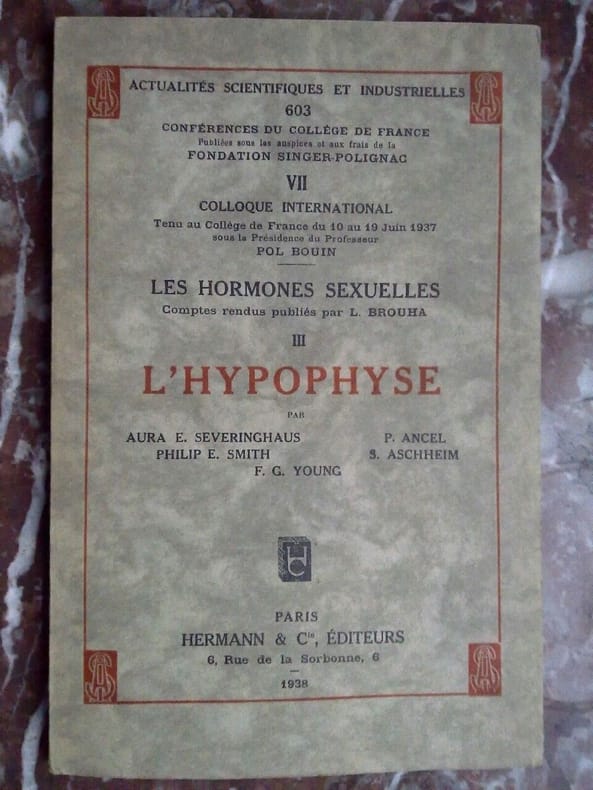 ACTUALITÉS SCIENTIFIQUES ET INDUSTRIELLES
603
CONFÉRENCES DU COLLÈGE DE FRANCE
Publiées sous les auspices et aux frais de la
FONDATION SINGER-POLIGNAC
VII
COLLOQUE INTERNATIONAL
Tenu au Collège de France du 10 au 19 Juin 1937
sous la Présidence du Professeur
POL BOUIN
LES HORMONES SEXUELLES
Comptes rendus publiés par L. BROUHA
III
L'HYPOPHYSE
PAR
AURA E. SEVERINGHAUS P. ANCEL
PHILIP E. SMITH S. ASCHHEIM
F. G. YOUNG
HC
PARIS
HERMANN & Cie, ÉDITEURS
6, Rue de la Sorbonne, 6
1938